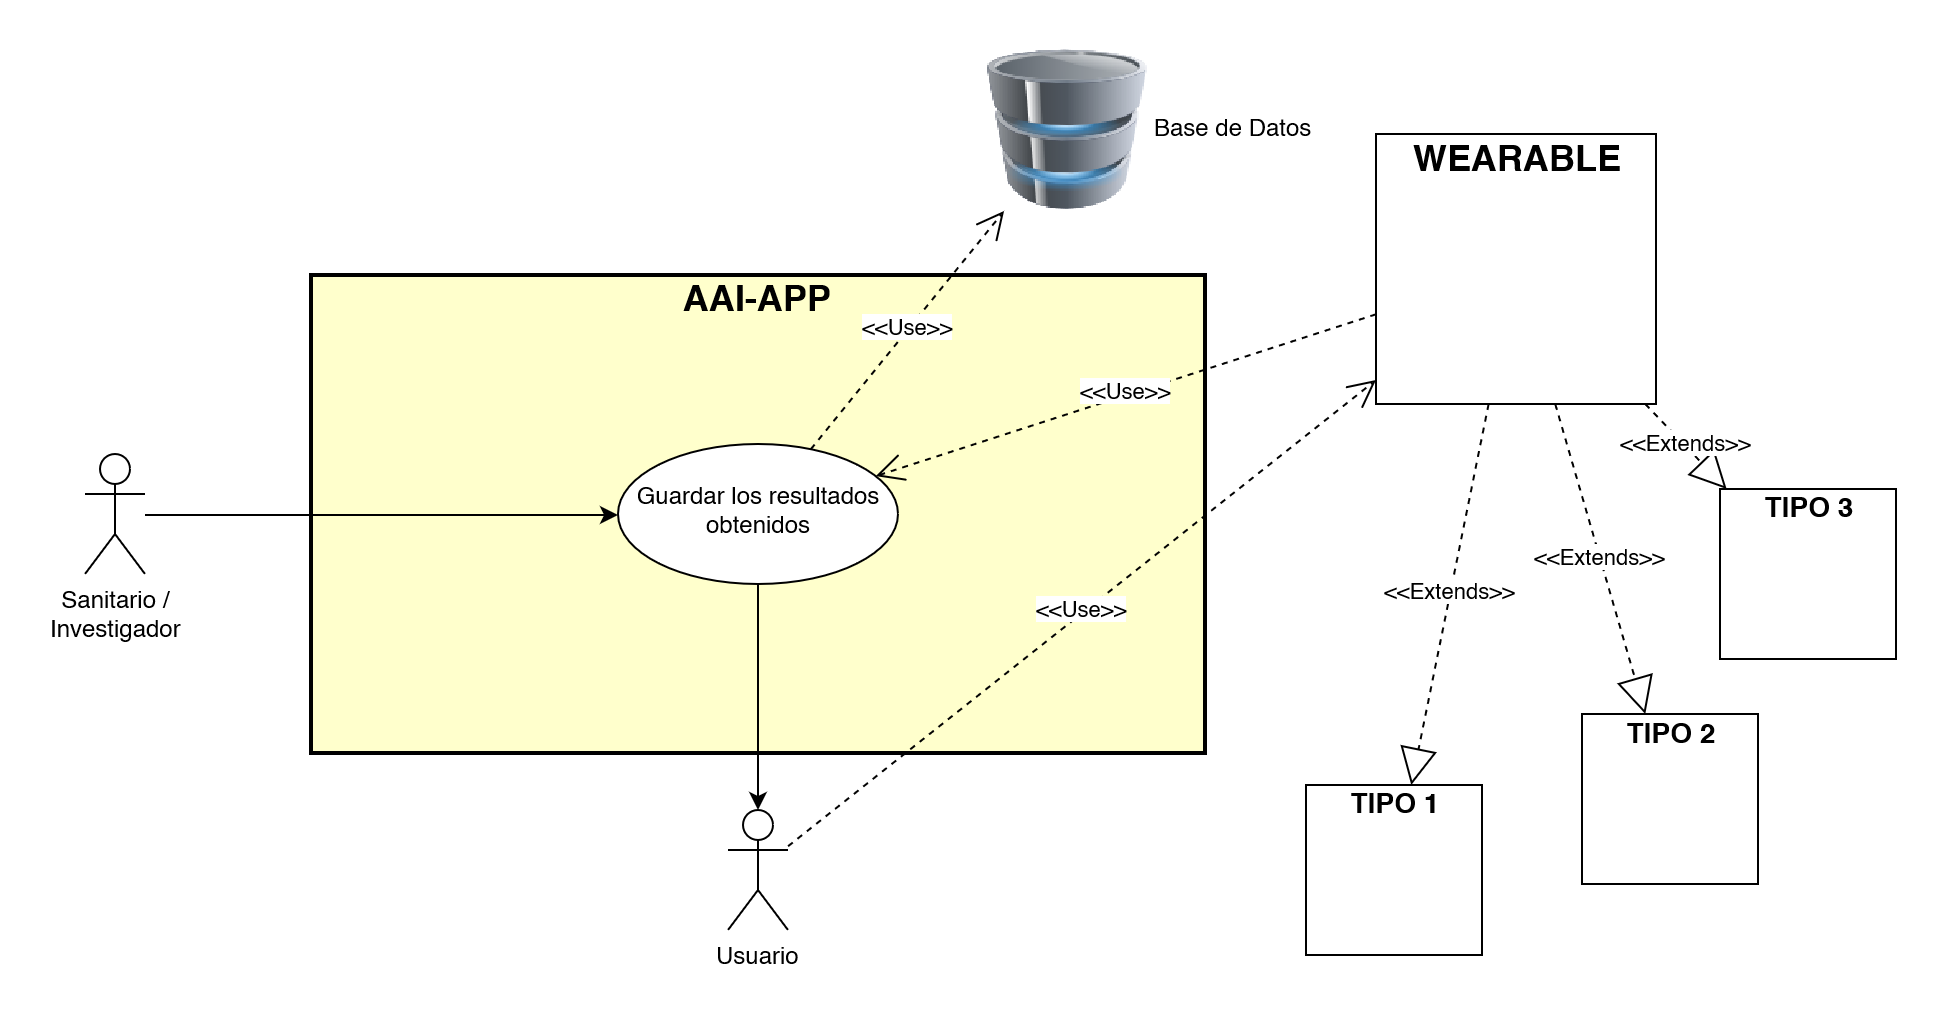 Base de Datos
WEARABLE
AAI-APP
<<Use>>
<<Use>>
<<Extends>>
Guardar los resultados
obtenidos
TIPO 3
<<Extends>>
<<Extends>>
Sanitario /
Investigador
<<Use>>
TIPO 2
TIPO 1
Usuario